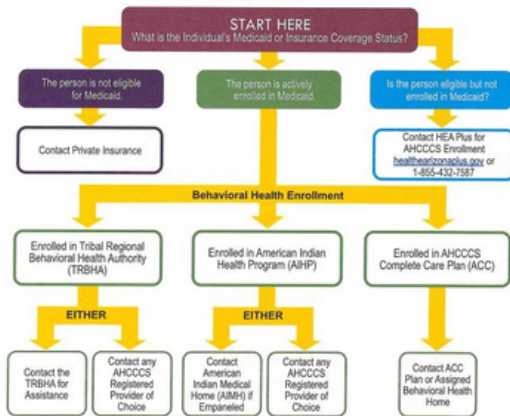 START HERE
What is the Individual's Medicaid or Insurance Coverage Status?
The person is not eligible
for Medicaid.
The person is actively
enrolled in Medicaid.
Is the person eligible but not
enrolled in Medicaid?
Contact Private Insurance
Contact HEA Plus for
AHCCCS Enrollment
healthearizonaplus.gov or
1-855-432-7587
Behavioral Health Enrollment
Enrolled in Tribal Regional
Behavioral Health Authority
(TRBHA)
Enrolled in American Indian
Health Program (AIHP)
Enrolled in AHCCCS
Complete Care Plan (ACC)
EITHER
EITHER
Contact the
TRBHA for
Assistance
Contact any
AHCCCS
Registered
Provider of
Choice
Contact
American
Indian Medical
Home (AIMH) if
Empaneled
Contact any
AHCCCS
Registered
Provider of
Choice
Contact ACC
Plan or Assigned
Behavioral Health
Home